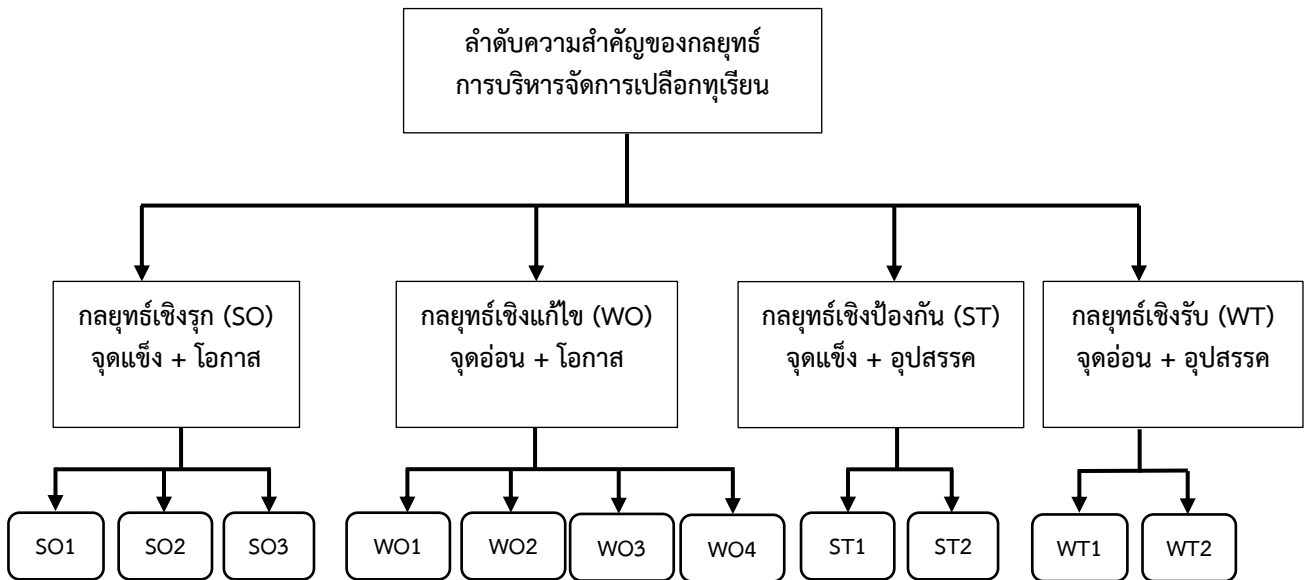 ลำดับความสำคัญของกลยุทธ์
การบริหารจัดการเปลือกทุเรียน
กลยุทธ์เชิงรุก (SO)
จุดแข็ง + โอกาส
กลยุทธ์เชิงแก้ไข (WO)
จุดอ่อน + โอกาส
กลยุทธ์เชิงป้องกัน (ST)
จุดแข็ง + อุปสรรค
กลยุทธ์เชิงรับ (WT)
จุดอ่อน + อุปสรรค
SO1
SO2
SO3
WO1
WO2
WO3
WO4
ST1
ST2
WT1
WT2